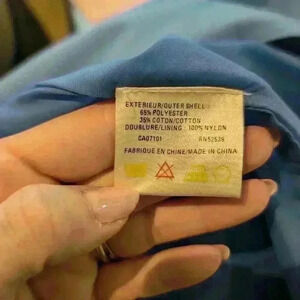 EXTERIEUR/OUTER SHELL:
65% POLYESTER
35% COTON/COTTON
DOUBLURE/LINING : 100% NYLON
CA07101 RN52526
FABRIQUE EN CHINE/MADE IN CHINA